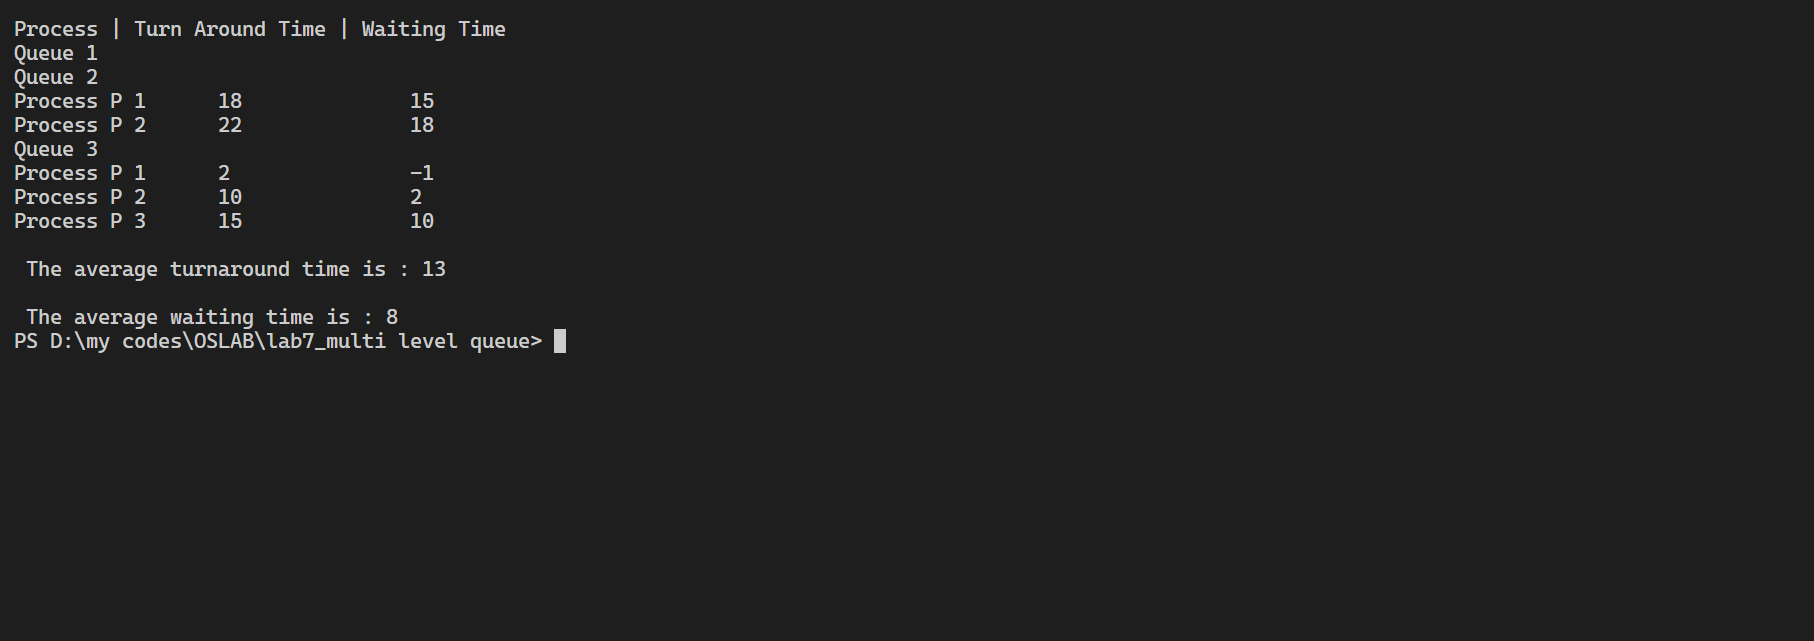 Process | Turn Around Time | Waiting Time
Queue 1
Queue 2
Process P 1      18              15
Process P 2      22              18
Queue 3
Process P 1      2               -1
Process P 2      10              2
Process P 3      15              10
The average turnaround time is : 13
The average waiting time is : 8
PS D:\my codes\OSLAB\lab7_multi level queue>